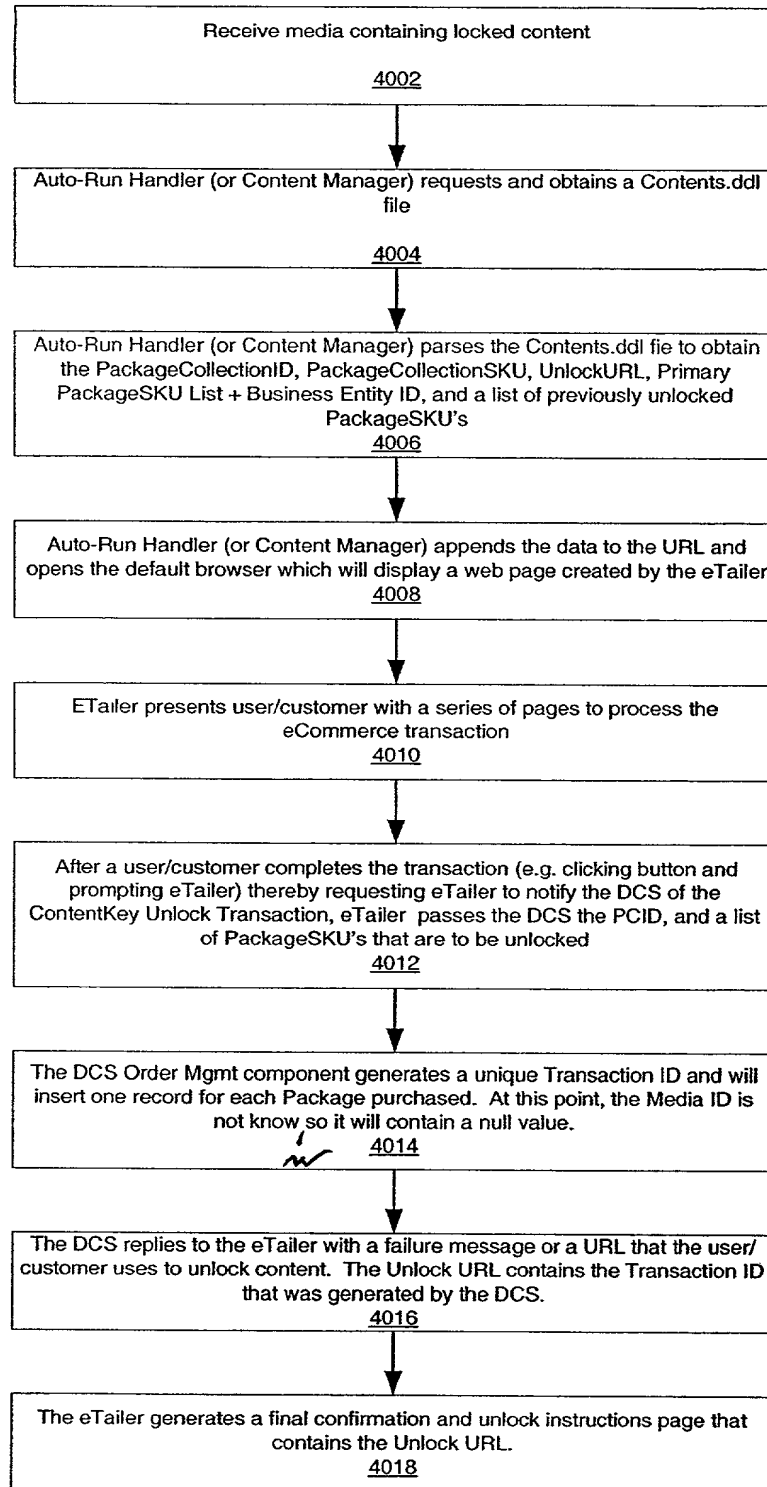 Receive media containing locked content
4002
Auto-Run Handler (or Content Manager) requests and obtains a Contents.ddl
file
4004
Auto-Run Handler (or Content Manager) parses the Contents.ddl fie to obtain
the PackageCollectionID, PackageCollectionSKU, UnlockURL, Primary
PackageSKU List + Business Entity ID, and a list of previously unlocked
PackageSKU's
4006
Auto-Run Handler (or Content Manager) appends the data to the URL and
opens the default browser which will display a web page created by the eTailer
4008
ETailer presents user/customer with a series of pages to process the
eCommerce transaction
4010
After a user/customer completes the transaction (e.g. clicking button and
prompting eTailer) thereby requesting eTailer to notify the DCS of the
ContentKey Unlock Transaction, eTailer passes the DCS the PCID, and a list
of PackageSKU's that are to be unlocked
4012
The DCS Order Mgmt component generates a unique Transaction ID and will
insert one record for each Package purchased. At this point, the Media ID is
not know so it will contain a null value.
n
4014
The DCS replies to the eTailer with a failure message or a URL that the user/
customer uses to unlock content. The Unlock URL contains the Transaction ID
that was generated by the DCS.
4016
The eTailer generates a final confirmation and unlock instructions page that
contains the Unlock URL.
4018